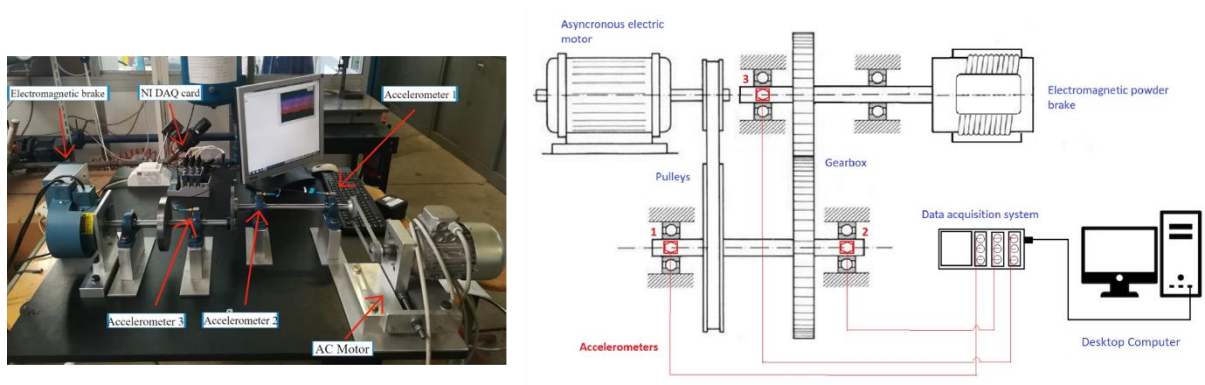 Electromagnetic brake
NI DAQ card
Accelerometer 1
Accelerometer 3
Accelerometer 2
AC Motor
Asyncronous electric
motor
3
Electromagnetic powder
brake
Pulleys
Gearbox
1
2
Data acquisition system
Accelerometers
Desktop Computer